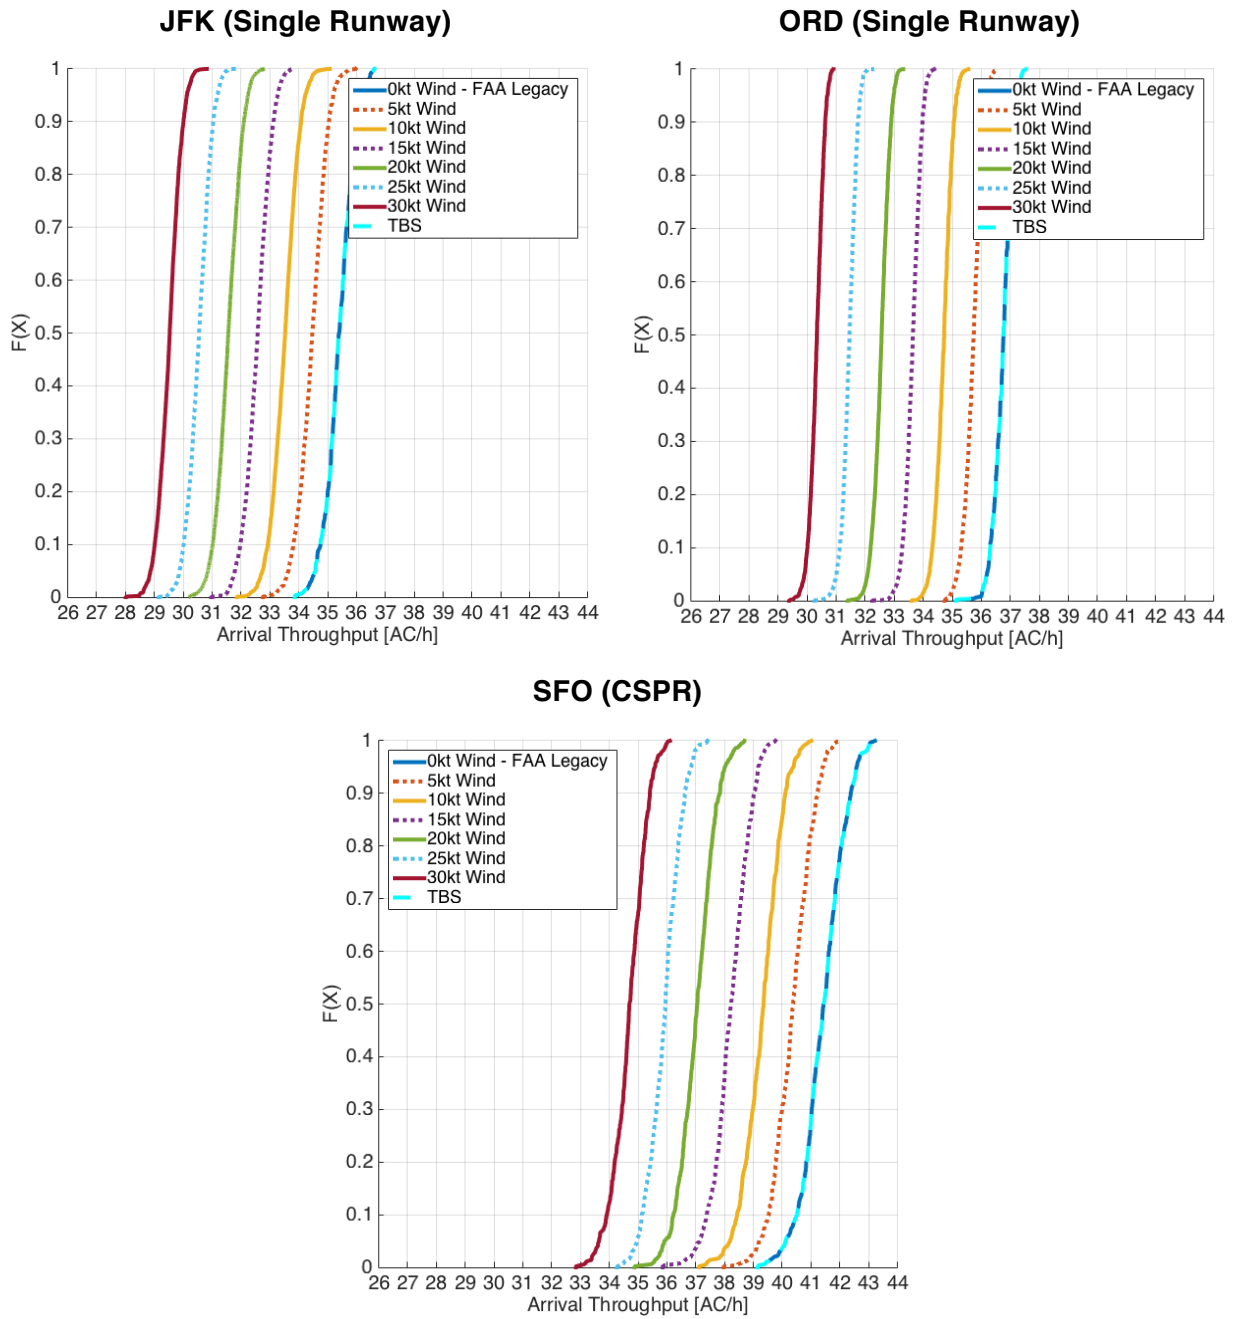 JFK (Single Runway)
1
0.9
0.8
0.7
0.6
0.5
0.4
0.3
0.2
0.1
0
F(X)
0kt Wind - FAA Legacy
5kt Wind
10kt Wind
15kt Wind
20kt Wind
25kt Wind
30kt Wind
TBS
26 27 28 29 30 31 32 33 34 35 36 37 38 39 40 41 42 43 44
Arrival Throughput [AC/h]
ORD (Single Runway)
1
0.9
0.8
0.7
0.6
0.5
0.4
0.3
0.2
0.1
0
F(X)
0kt Wind - FAA Legacy
5kt Wind
10kt Wind
15kt Wind
20kt Wind
25kt Wind
30kt Wind
TBS
26 27 28 29 30 31 32 33 34 35 36 37 38 39 40 41 42 43 44
Arrival Throughput [AC/h]
SFO (CSPR)
1
0.9
0.8
0.7
0.6
0.5
0.4
0.3
0.2
0.1
0
F(X)
0kt Wind - FAA Legacy
5kt Wind
10kt Wind
15kt Wind
20kt Wind
25kt Wind
30kt Wind
TBS
26 27 28 29 30 31 32 33 34 35 36 37 38 39 40 41 42 43 44
Arrival Throughput [AC/h]